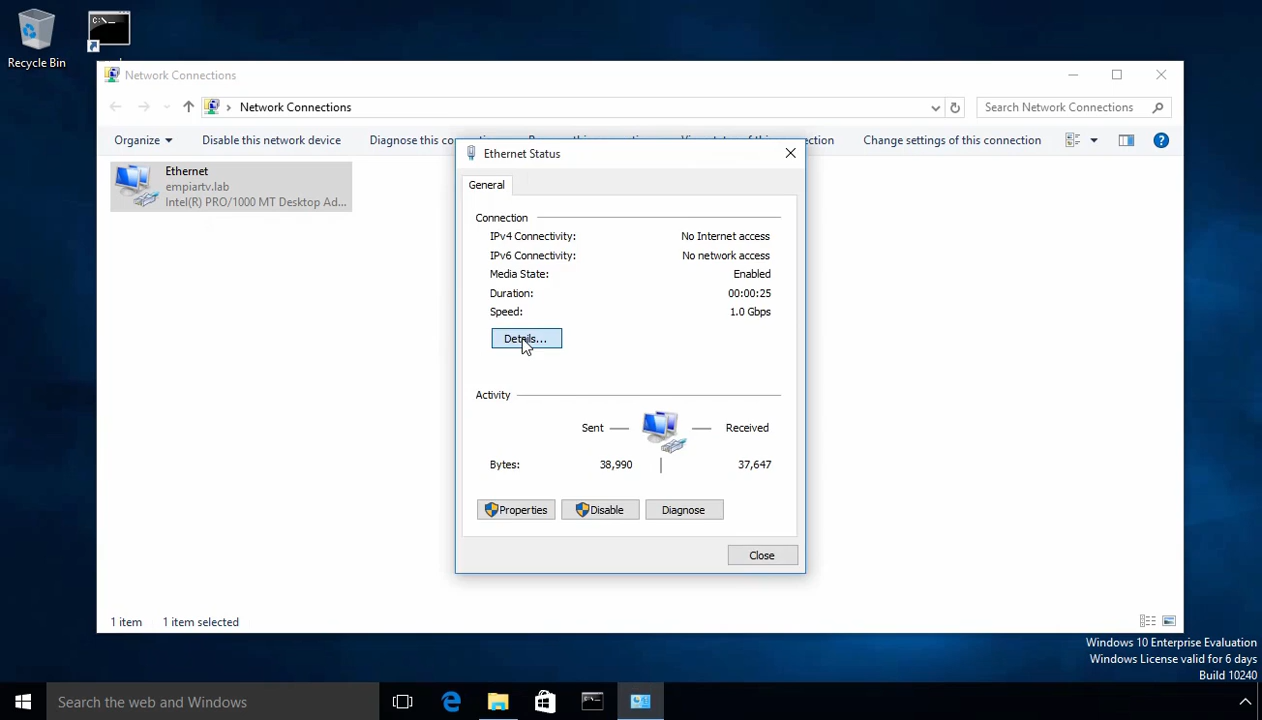 Recycle Bin
C:\_
Network Connections
Network Connections
Search Network Connections
Organize
Disable this network device
Diagnose this
Change settings of this connection
Ethernet
empiartv.lab
Intel(R) PRO/1000 MT Desktop Ad...
Ethernet Status
General
Connection
IPv4 Connectivity: No Internet access
IPv6 Connectivity: No network access
Media State: Enabled
Duration: 00:00:25
Speed: 1.0 Gbps
Details...
Activity
Sent — — Received
Bytes: 38,990 37,647
Properties Disable Diagnose
Close
1 item 1 item selected
Windows 10 Enterprise Evaluation
Windows License valid for 6 days
Build 10240
Search the web and Windows